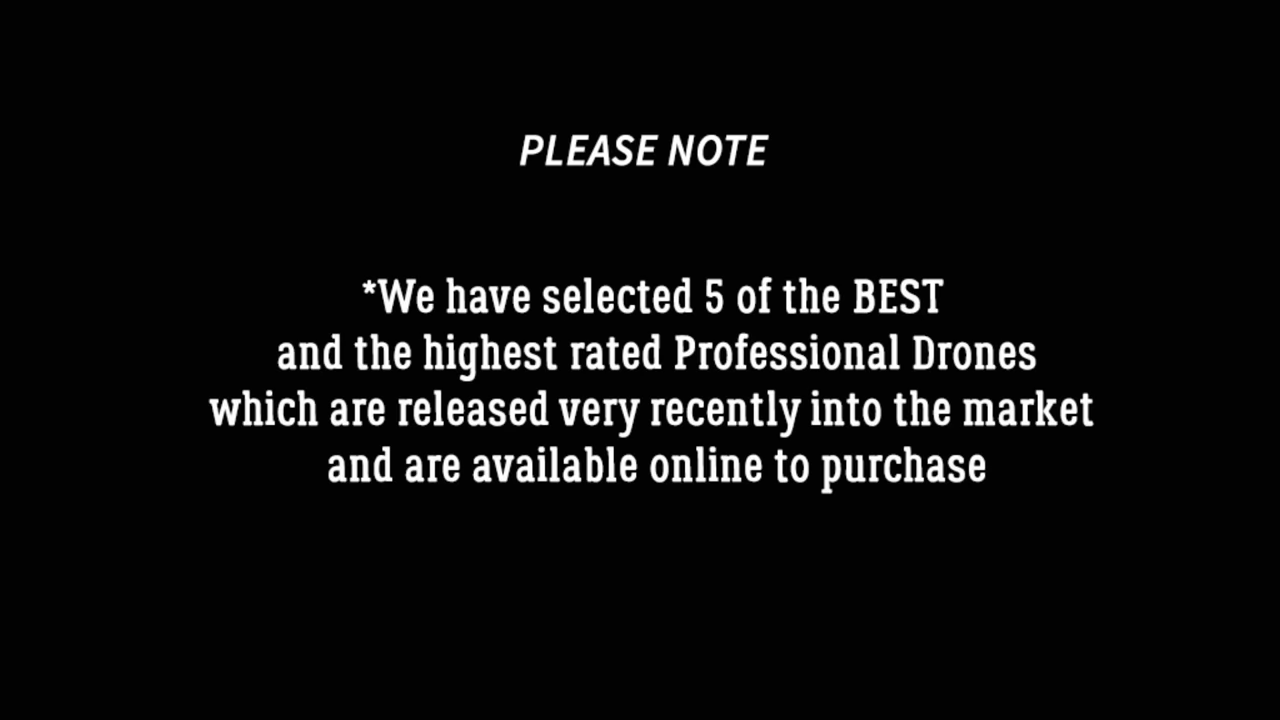 PLEASE NOTE
*We have selected 5 of the BEST
and the highest rated Professional Drones
which are released very recently into the market
and are available online to purchase